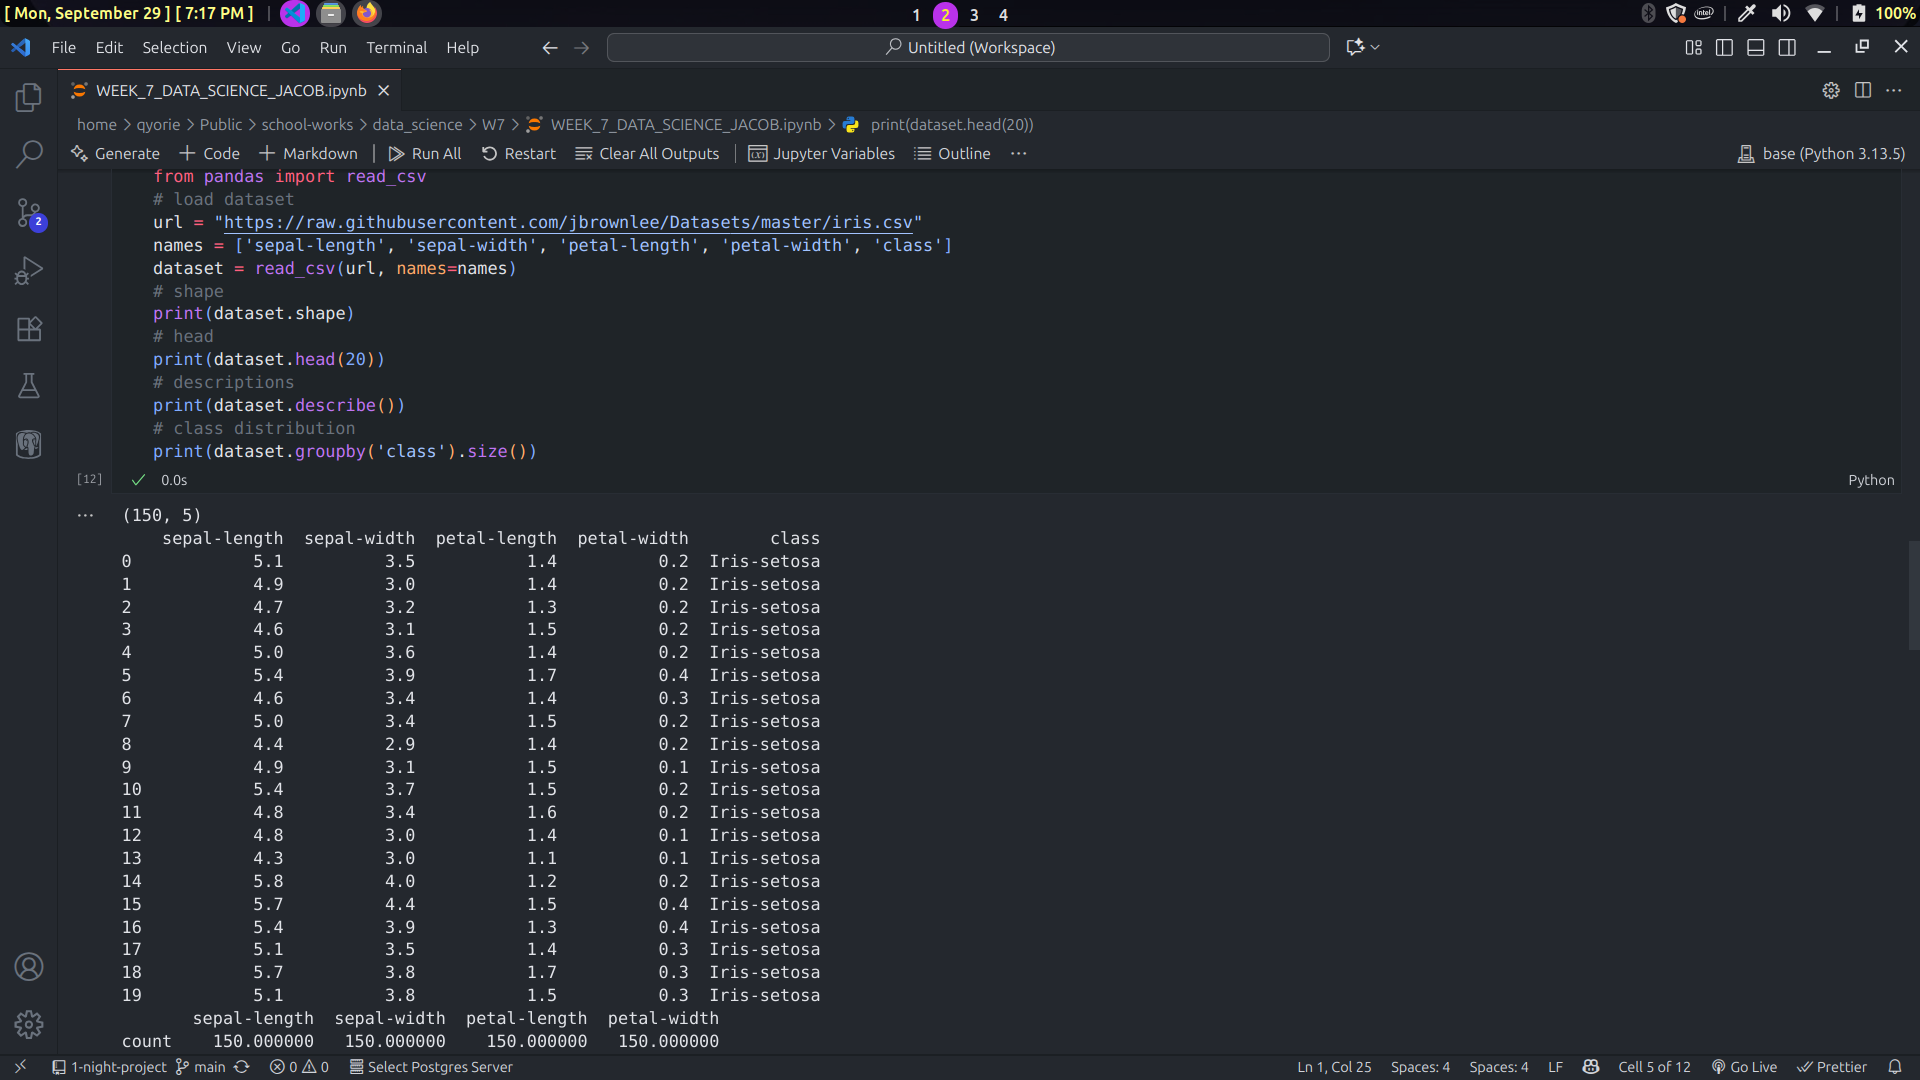 [ Mon, September 29 ] [ 7:17 PM ] | 1 2 3 4 intel 100%
File Edit Selection View Go Run Terminal Help Untitled (Workspace)
WEEK_7_DATA_SCIENCE_JACOB.ipynb
home > qyorie > Public > school-works > data_science > W7 > WEEK_7_DATA_SCIENCE_JACOB.ipynb > print(dataset.head(20))
Generate + Code + Markdown | Run All Restart Clear All Outputs | Jupyter Variables Outline ... base (Python 3.13.5)
from pandas import read_csv
# load dataset
url = "https://raw.githubusercontent.com/jbrownlee/Datasets/master/iris.csv"
names = ['sepal-length', 'sepal-width', 'petal-length', 'petal-width', 'class']
dataset = read_csv(url, names=names)
# shape
print(dataset.shape)
# head
print(dataset.head(20))
# descriptions
print(dataset.describe())
# class distribution
print(dataset.groupby('class').size())
[12] ✓ 0.0s Python
... (150, 5)
sepal-length sepal-width petal-length petal-width class
0 5.1 3.5 1.4 0.2 Iris-setosa
1 4.9 3.0 1.4 0.2 Iris-setosa
2 4.7 3.2 1.3 0.2 Iris-setosa
3 4.6 3.1 1.5 0.2 Iris-setosa
4 5.0 3.6 1.4 0.2 Iris-setosa
5 5.4 3.9 1.7 0.4 Iris-setosa
6 4.6 3.4 1.4 0.3 Iris-setosa
7 5.0 3.4 1.5 0.2 Iris-setosa
8 4.4 2.9 1.4 0.2 Iris-setosa
9 4.9 3.1 1.5 0.1 Iris-setosa
10 5.4 3.7 1.5 0.2 Iris-setosa
11 4.8 3.4 1.6 0.2 Iris-setosa
12 4.8 3.0 1.4 0.1 Iris-setosa
13 4.3 3.0 1.1 0.1 Iris-setosa
14 5.8 4.0 1.2 0.2 Iris-setosa
15 5.7 4.4 1.5 0.4 Iris-setosa
16 5.4 3.9 1.3 0.4 Iris-setosa
17 5.1 3.5 1.4 0.3 Iris-setosa
18 5.7 3.8 1.7 0.3 Iris-setosa
19 5.1 3.8 1.5 0.3 Iris-setosa
sepal-length sepal-width petal-length petal-width
count 150.000000 150.000000 150.000000 150.000000
1-night-project main 0 0 Select Postgres Server Ln 1, Col 25 Spaces: 4 Spaces: 4 LF Cell 5 of 12 Go Live Prettier
2